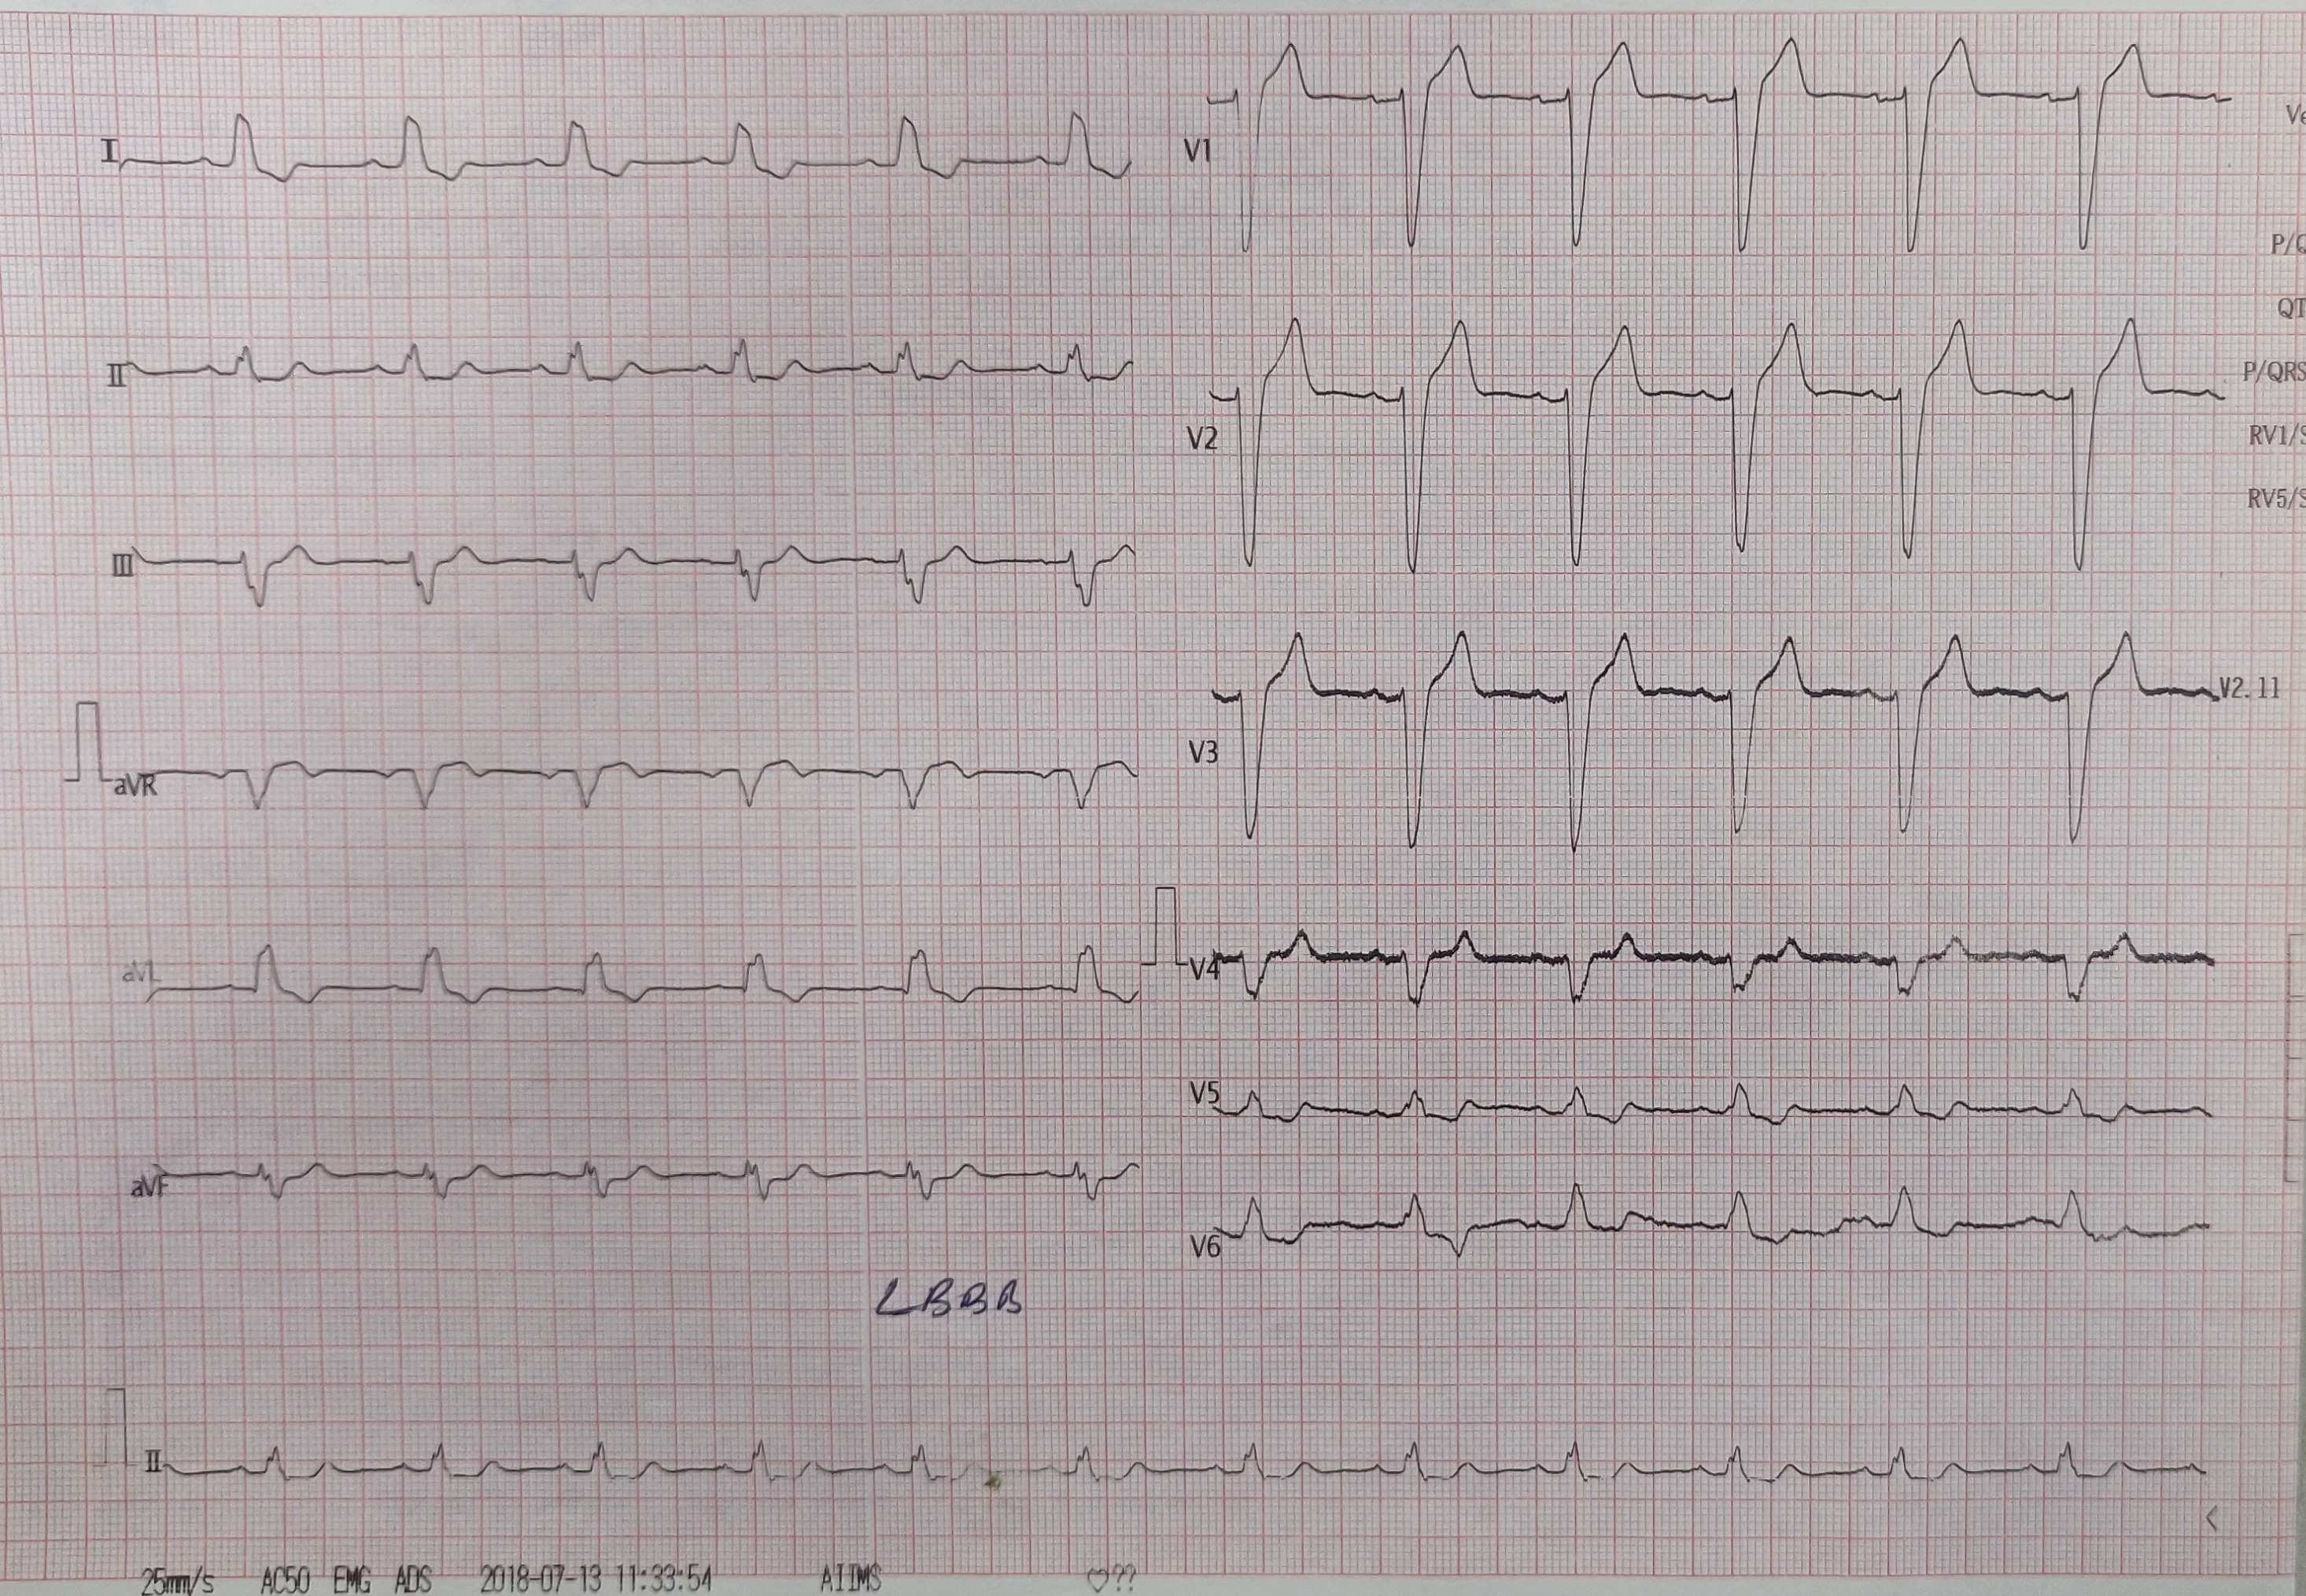 I
II
III
aVR
aVL
aVF
V1
V2
V3
V4
V5
V6
Ve
P/Q
QT
P/QRS
RV1/S
RV5/S
V2.11
LBBB
II
25mm/s AC50 EMG ADS 2018-07-13 11:33:54 AIIMS ♡??